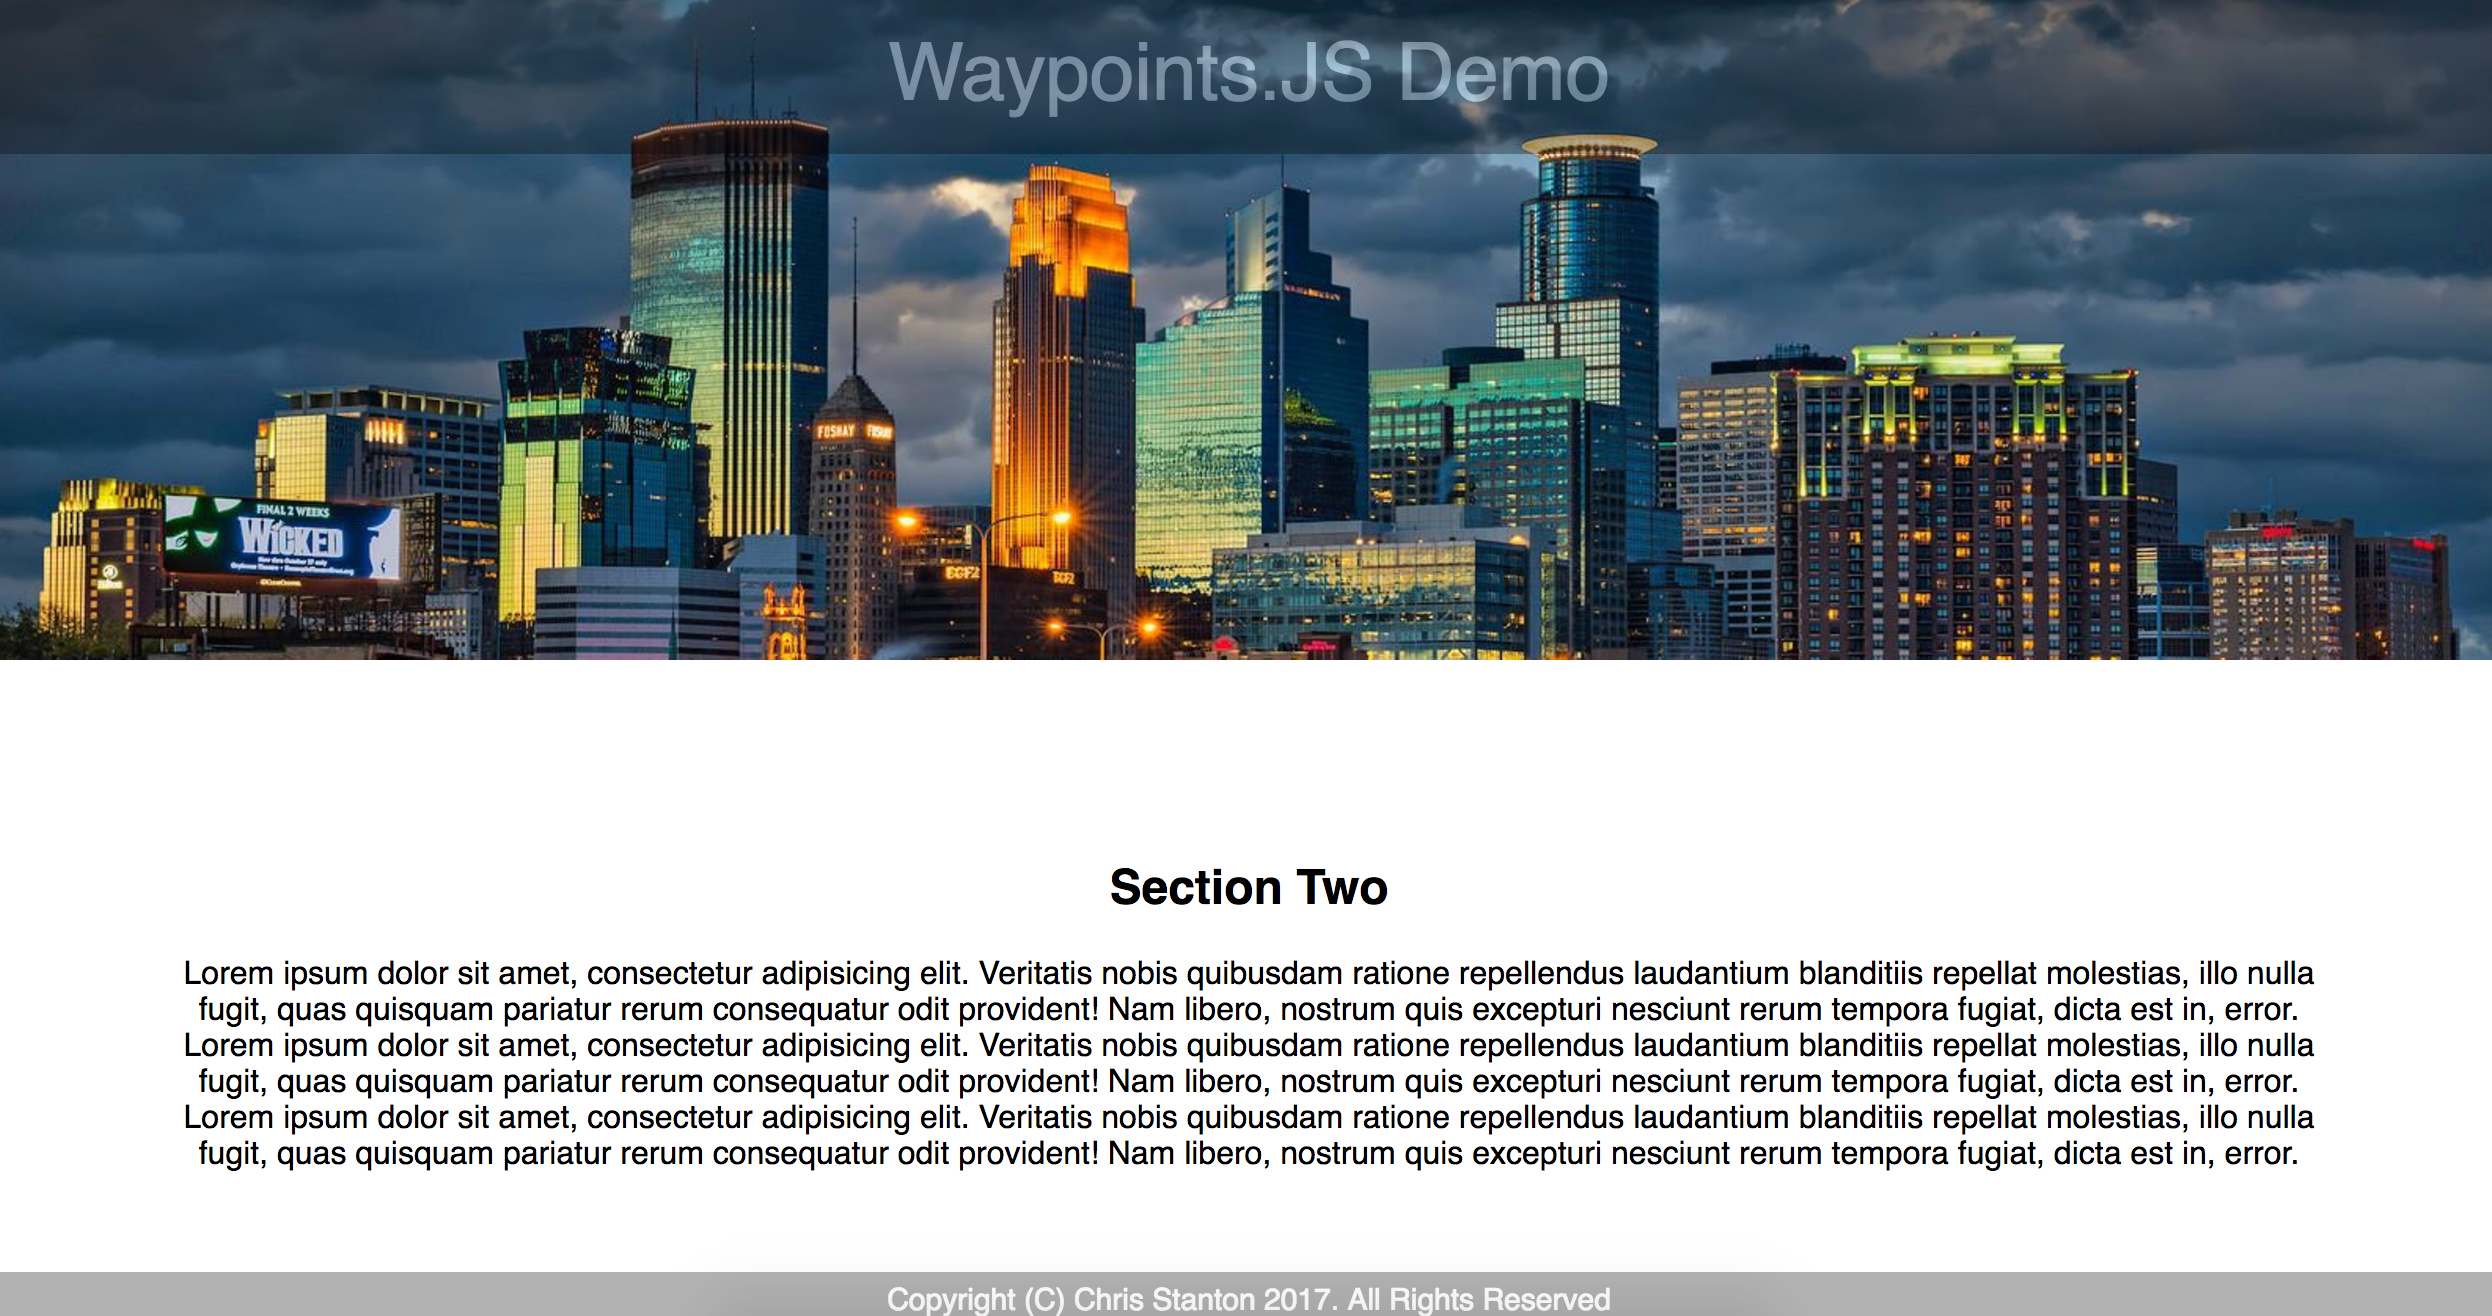 Waypoints.JS Demo
FOSHAY
FINAL 2 WEEKS
WICKED
Hilton
Section Two
Lorem ipsum dolor sit amet, consectetur adipisicing elit. Veritatis nobis quibusdam ratione repellendus laudantium blanditiis repellat molestias, illo nulla
fugit, quas quisquam pariatur rerum consequatur odit provident! Nam libero, nostrum quis excepturi nesciunt rerum tempora fugiat, dicta est in, error.
Lorem ipsum dolor sit amet, consectetur adipisicing elit. Veritatis nobis quibusdam ratione repellendus laudantium blanditiis repellat molestias, illo nulla
fugit, quas quisquam pariatur rerum consequatur odit provident! Nam libero, nostrum quis excepturi nesciunt rerum tempora fugiat, dicta est in, error.
Lorem ipsum dolor sit amet, consectetur adipisicing elit. Veritatis nobis quibusdam ratione repellendus laudantium blanditiis repellat molestias, illo nulla
fugit, quas quisquam pariatur rerum consequatur odit provident! Nam libero, nostrum quis excepturi nesciunt rerum tempora fugiat, dicta est in, error.
Copyright (C) Chris Stanton 2017. All Rights Reserved